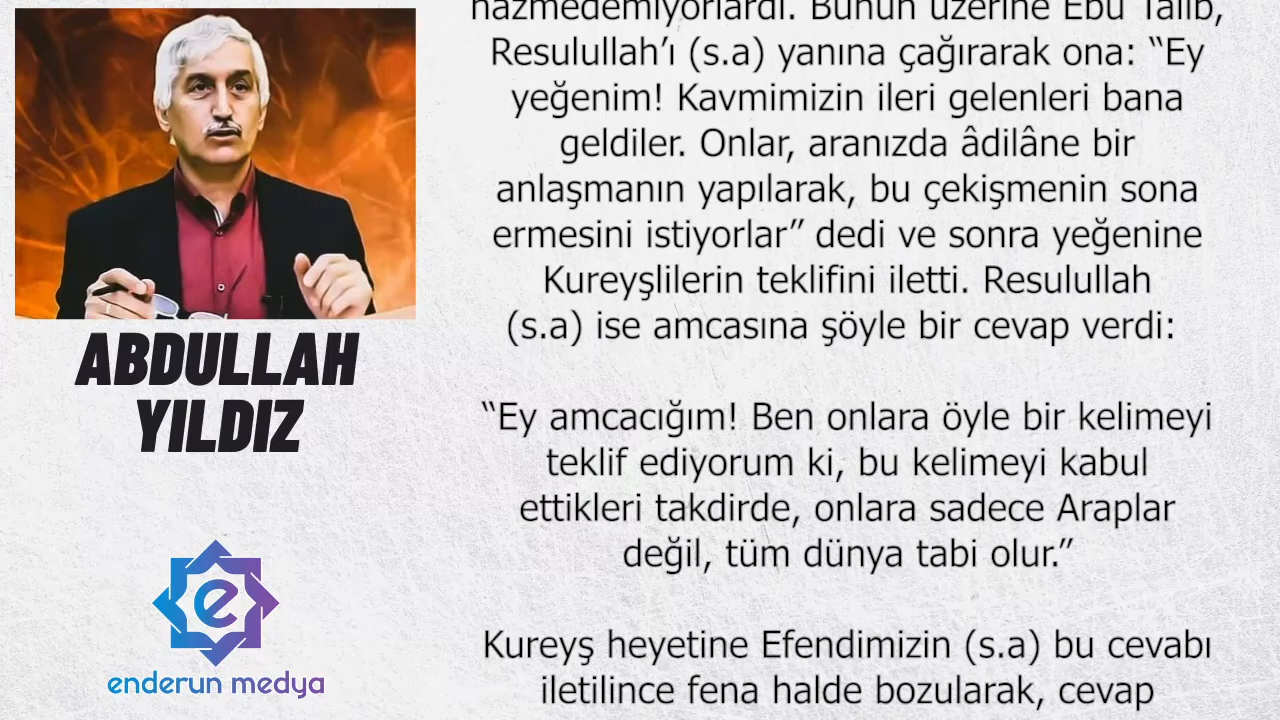 ABDULLAH
YILDIZ
e
enderun medya
hazmedemiyorlardı. Bunun üzerine Ebu Talib,
Resulullah’ı (s.a) yanına çağırarak ona: “Ey
yeğenim! Kavmimizin ileri gelenleri bana
geldiler. Onlar, aranızda âdilâne bir
anlaşmanın yapılarak, bu çekişmenin sona
ermesini istiyorlar” dedi ve sonra yeğenine
Kureyşlilerin teklifini iletti. Resulullah
(s.a) ise amcasına şöyle bir cevap verdi:
“Ey amcacığım! Ben onlara öyle bir kelimeyi
teklif ediyorum ki, bu kelimeyi kabul
ettikleri takdirde, onlara sadece Araplar
değil, tüm dünya tabi olur.”
Kureyş heyetine Efendimizin (s.a) bu cevabı
iletilince fena halde bozularak, cevap